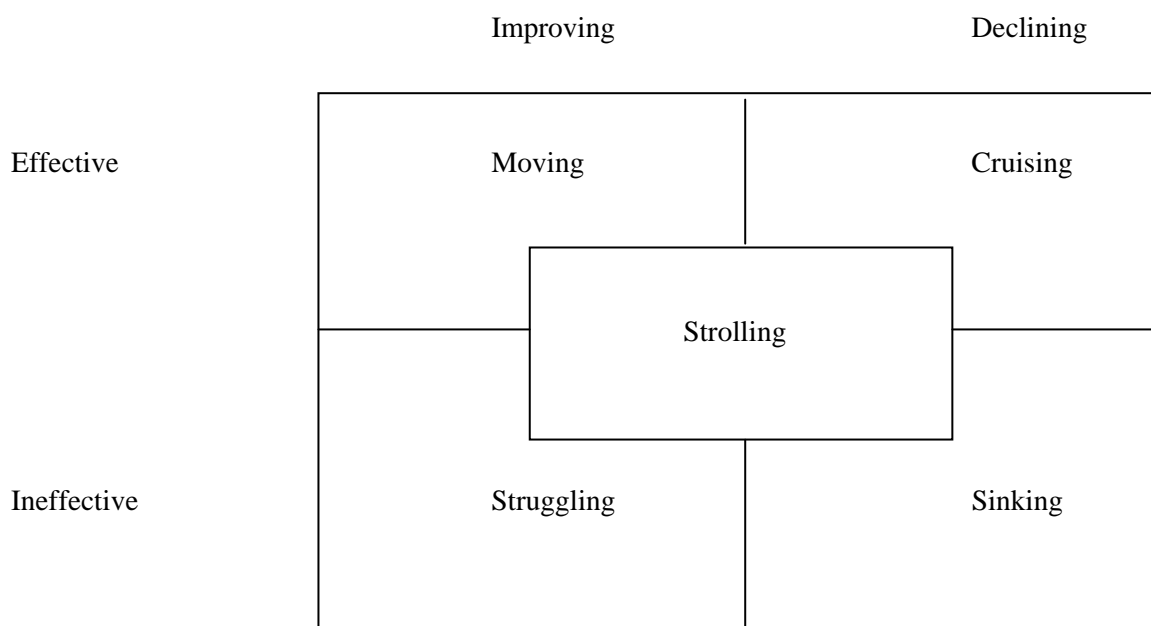 Improving Declining
Effective Moving Cruising
Strolling
Ineffective Struggling Sinking